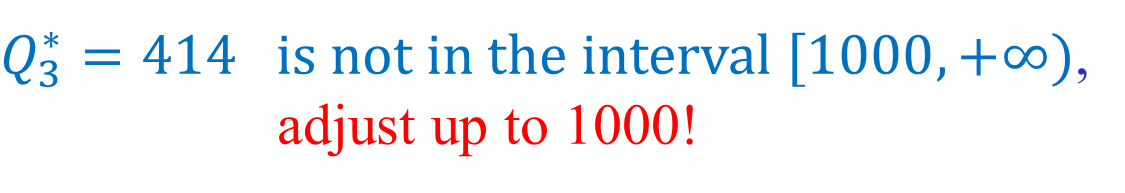 Q₃* = 414 is not in the interval [1000, +∞),
adjust up to 1000!